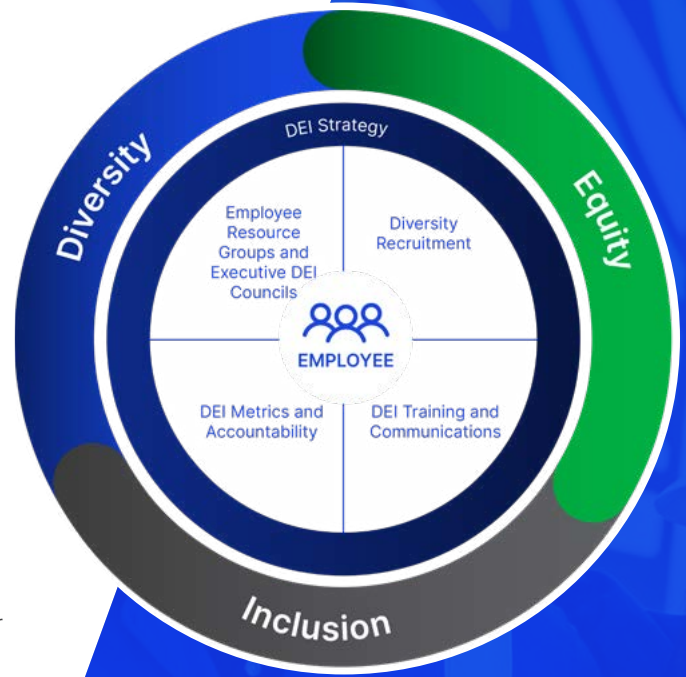 DEI Strategy
Diversity
Equity
Employee
Resource
Groups and
Executive DEI
Councils
Diversity
Recruitment
EMPLOYEE
DEI Metrics and
Accountability
DEI Training and
Communications
Inclusion